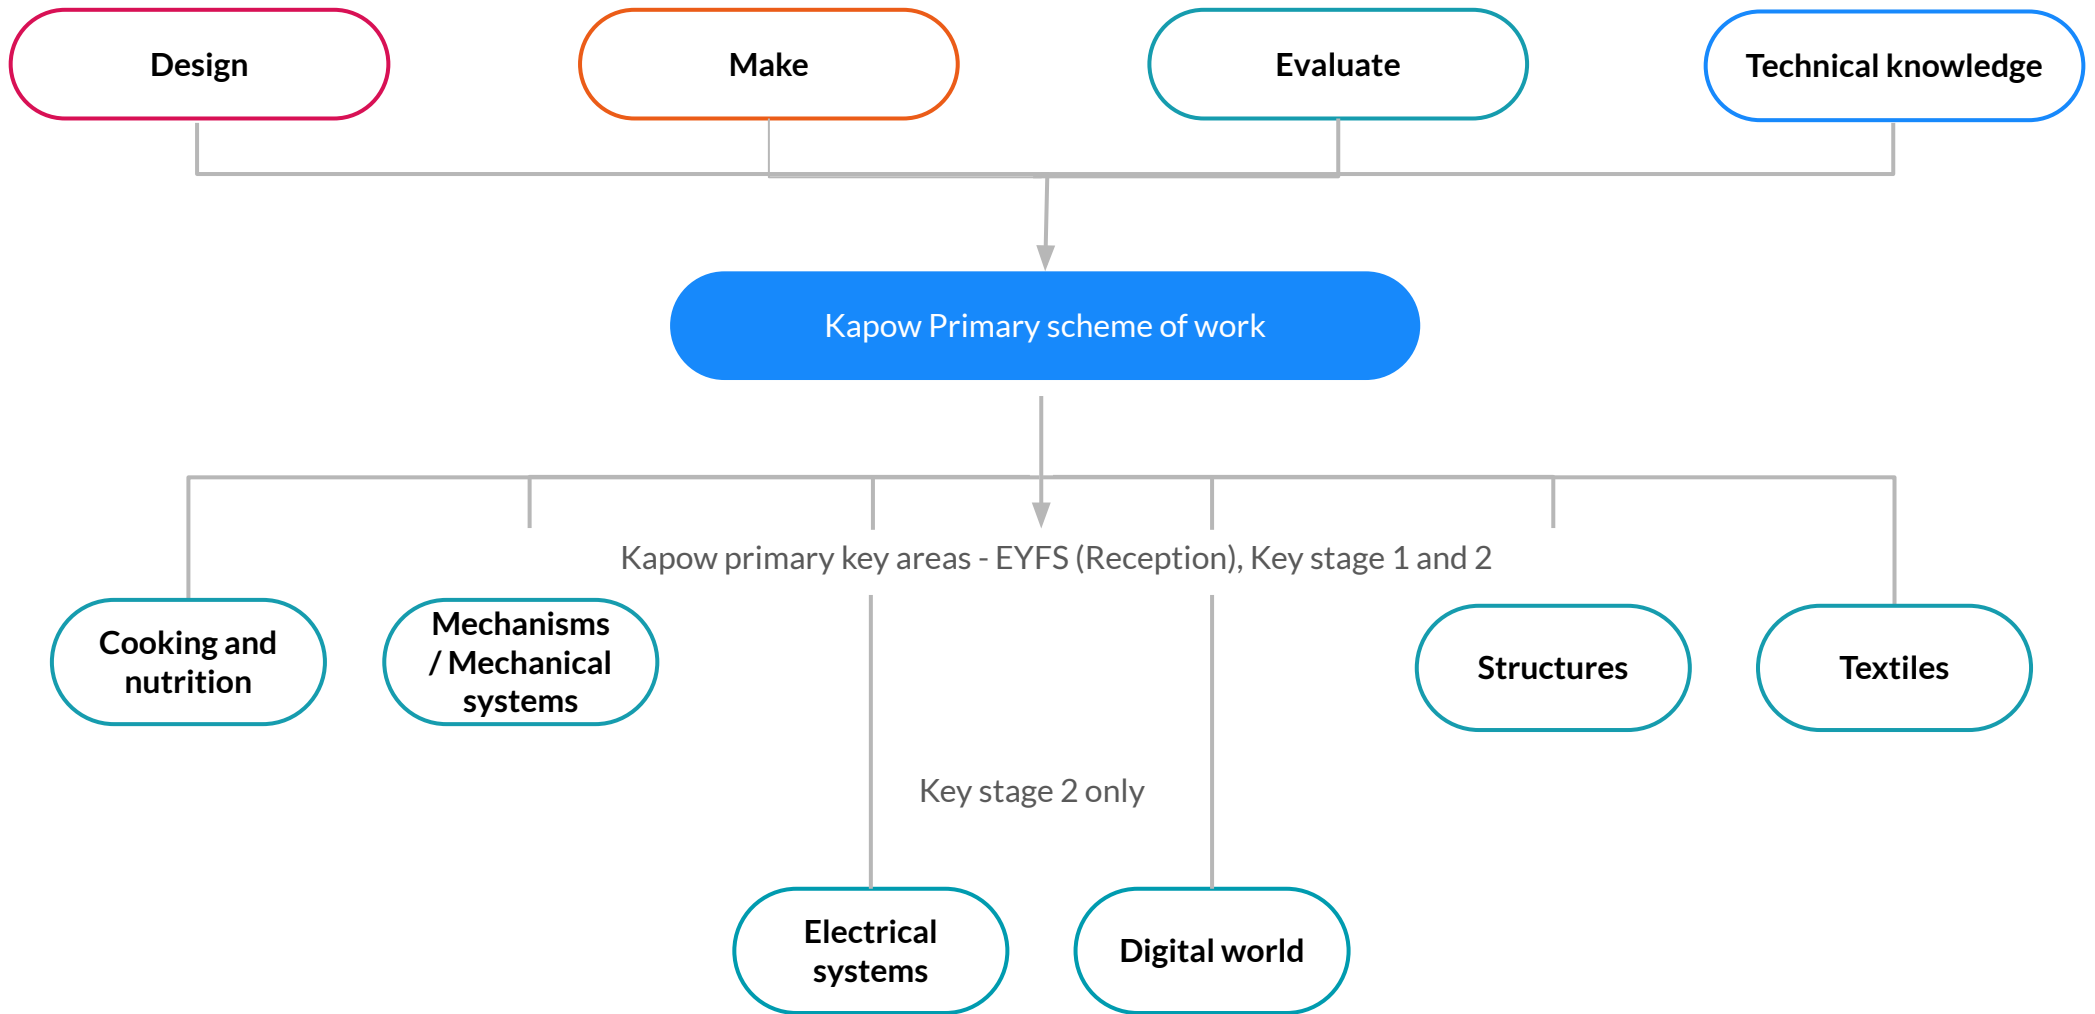 Design
Make
Evaluate
Technical knowledge
Kapow Primary scheme of work
Kapow primary key areas - EYFS (Reception), Key stage 1 and 2
Cooking and
nutrition
Mechanisms
/ Mechanical
systems
Structures
Textiles
Key stage 2 only
Electrical
systems
Digital world